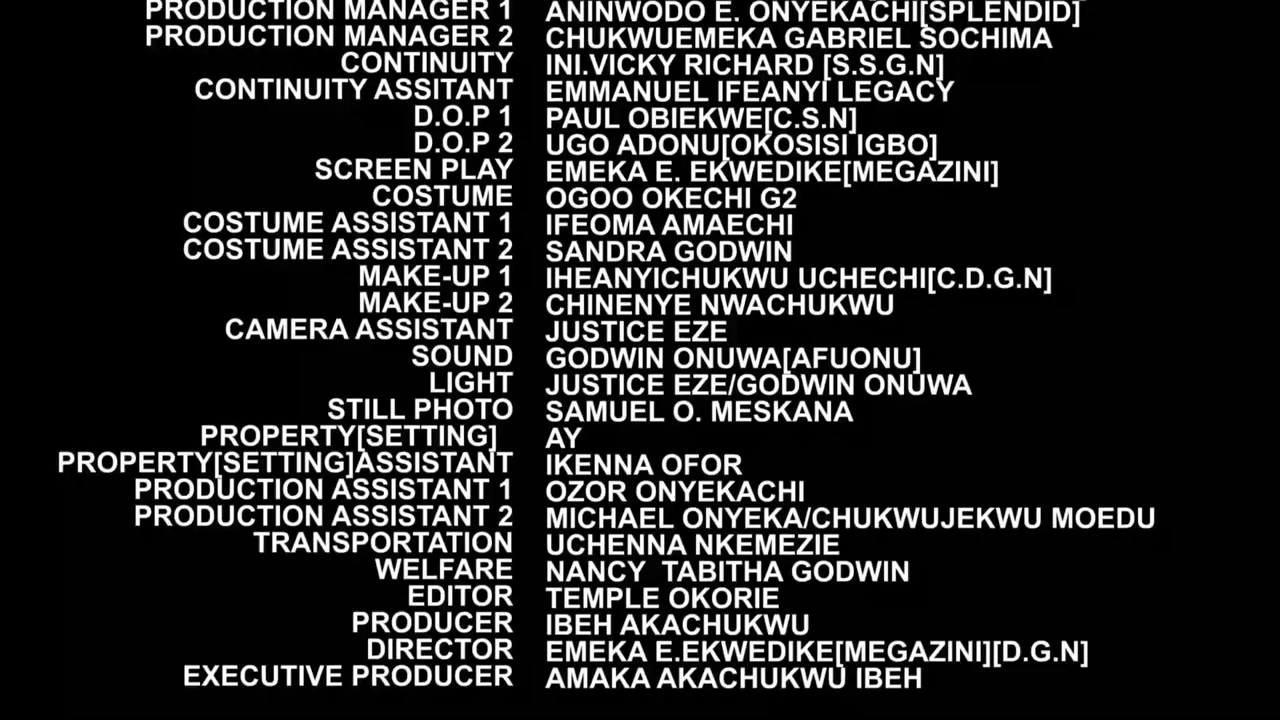 PRODUCTION MANAGER 1 ANINWODO E. ONYEKACHI[SPLENDID]
PRODUCTION MANAGER 2 CHUKWUEMEKA GABRIEL SOCHIMA
CONTINUITY INI.VICKY RICHARD [S.S.G.N]
CONTINUITY ASSITANT EMMANUEL IFEANYI LEGACY
D.O.P 1 PAUL OBIEKWE[C.S.N]
D.O.P 2 UGO ADONU[OKOSISI IGBO]
SCREEN PLAY EMEKA E. EKWEDIKE[MEGAZINI]
COSTUME OGOO OKECHI G2
COSTUME ASSISTANT 1 IFEOMA AMAECHI
COSTUME ASSISTANT 2 SANDRA GODWIN
MAKE-UP 1 IHEANYICHUKWU UCHECHI[C.D.G.N]
MAKE-UP 2 CHINENYE NWACHUKWU
CAMERA ASSISTANT JUSTICE EZE
SOUND GODWIN ONUWA[AFUONU]
LIGHT JUSTICE EZE/GODWIN ONUWA
STILL PHOTO SAMUEL O. MESKANA
PROPERTY[SETTING] AY
PROPERTY[SETTING]ASSISTANT IKENNA OFOR
PRODUCTION ASSISTANT 1 OZOR ONYEKACHI
PRODUCTION ASSISTANT 2 MICHAEL ONYEKA/CHUKWUJEKWU MOEDU
TRANSPORTATION UCHENNA NKEMEZIE
WELFARE NANCY  TABITHA GODWIN
EDITOR TEMPLE OKORIE
PRODUCER IBEH AKACHUKWU
DIRECTOR EMEKA E.EKWEDIKE[MEGAZINI][D.G.N]
EXECUTIVE PRODUCER AMAKA AKACHUKWU IBEH